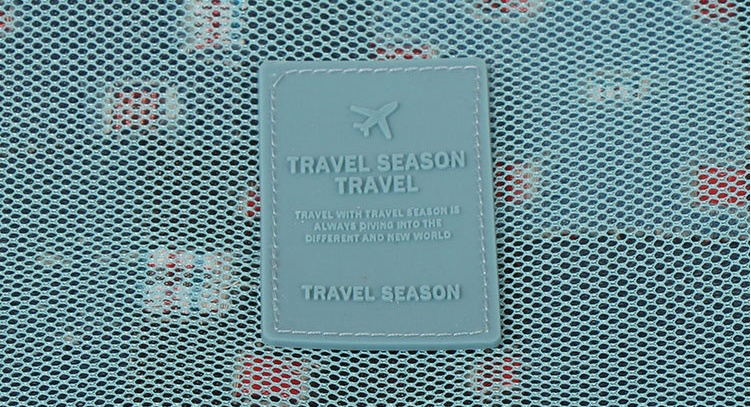 TRAVEL SEASON
TRAVEL
TRAVEL WITH TRAVEL SEASON IS
ALWAYS DIVING INTO THE
DIFFERENT AND NEW WORLD
TRAVEL SEASON